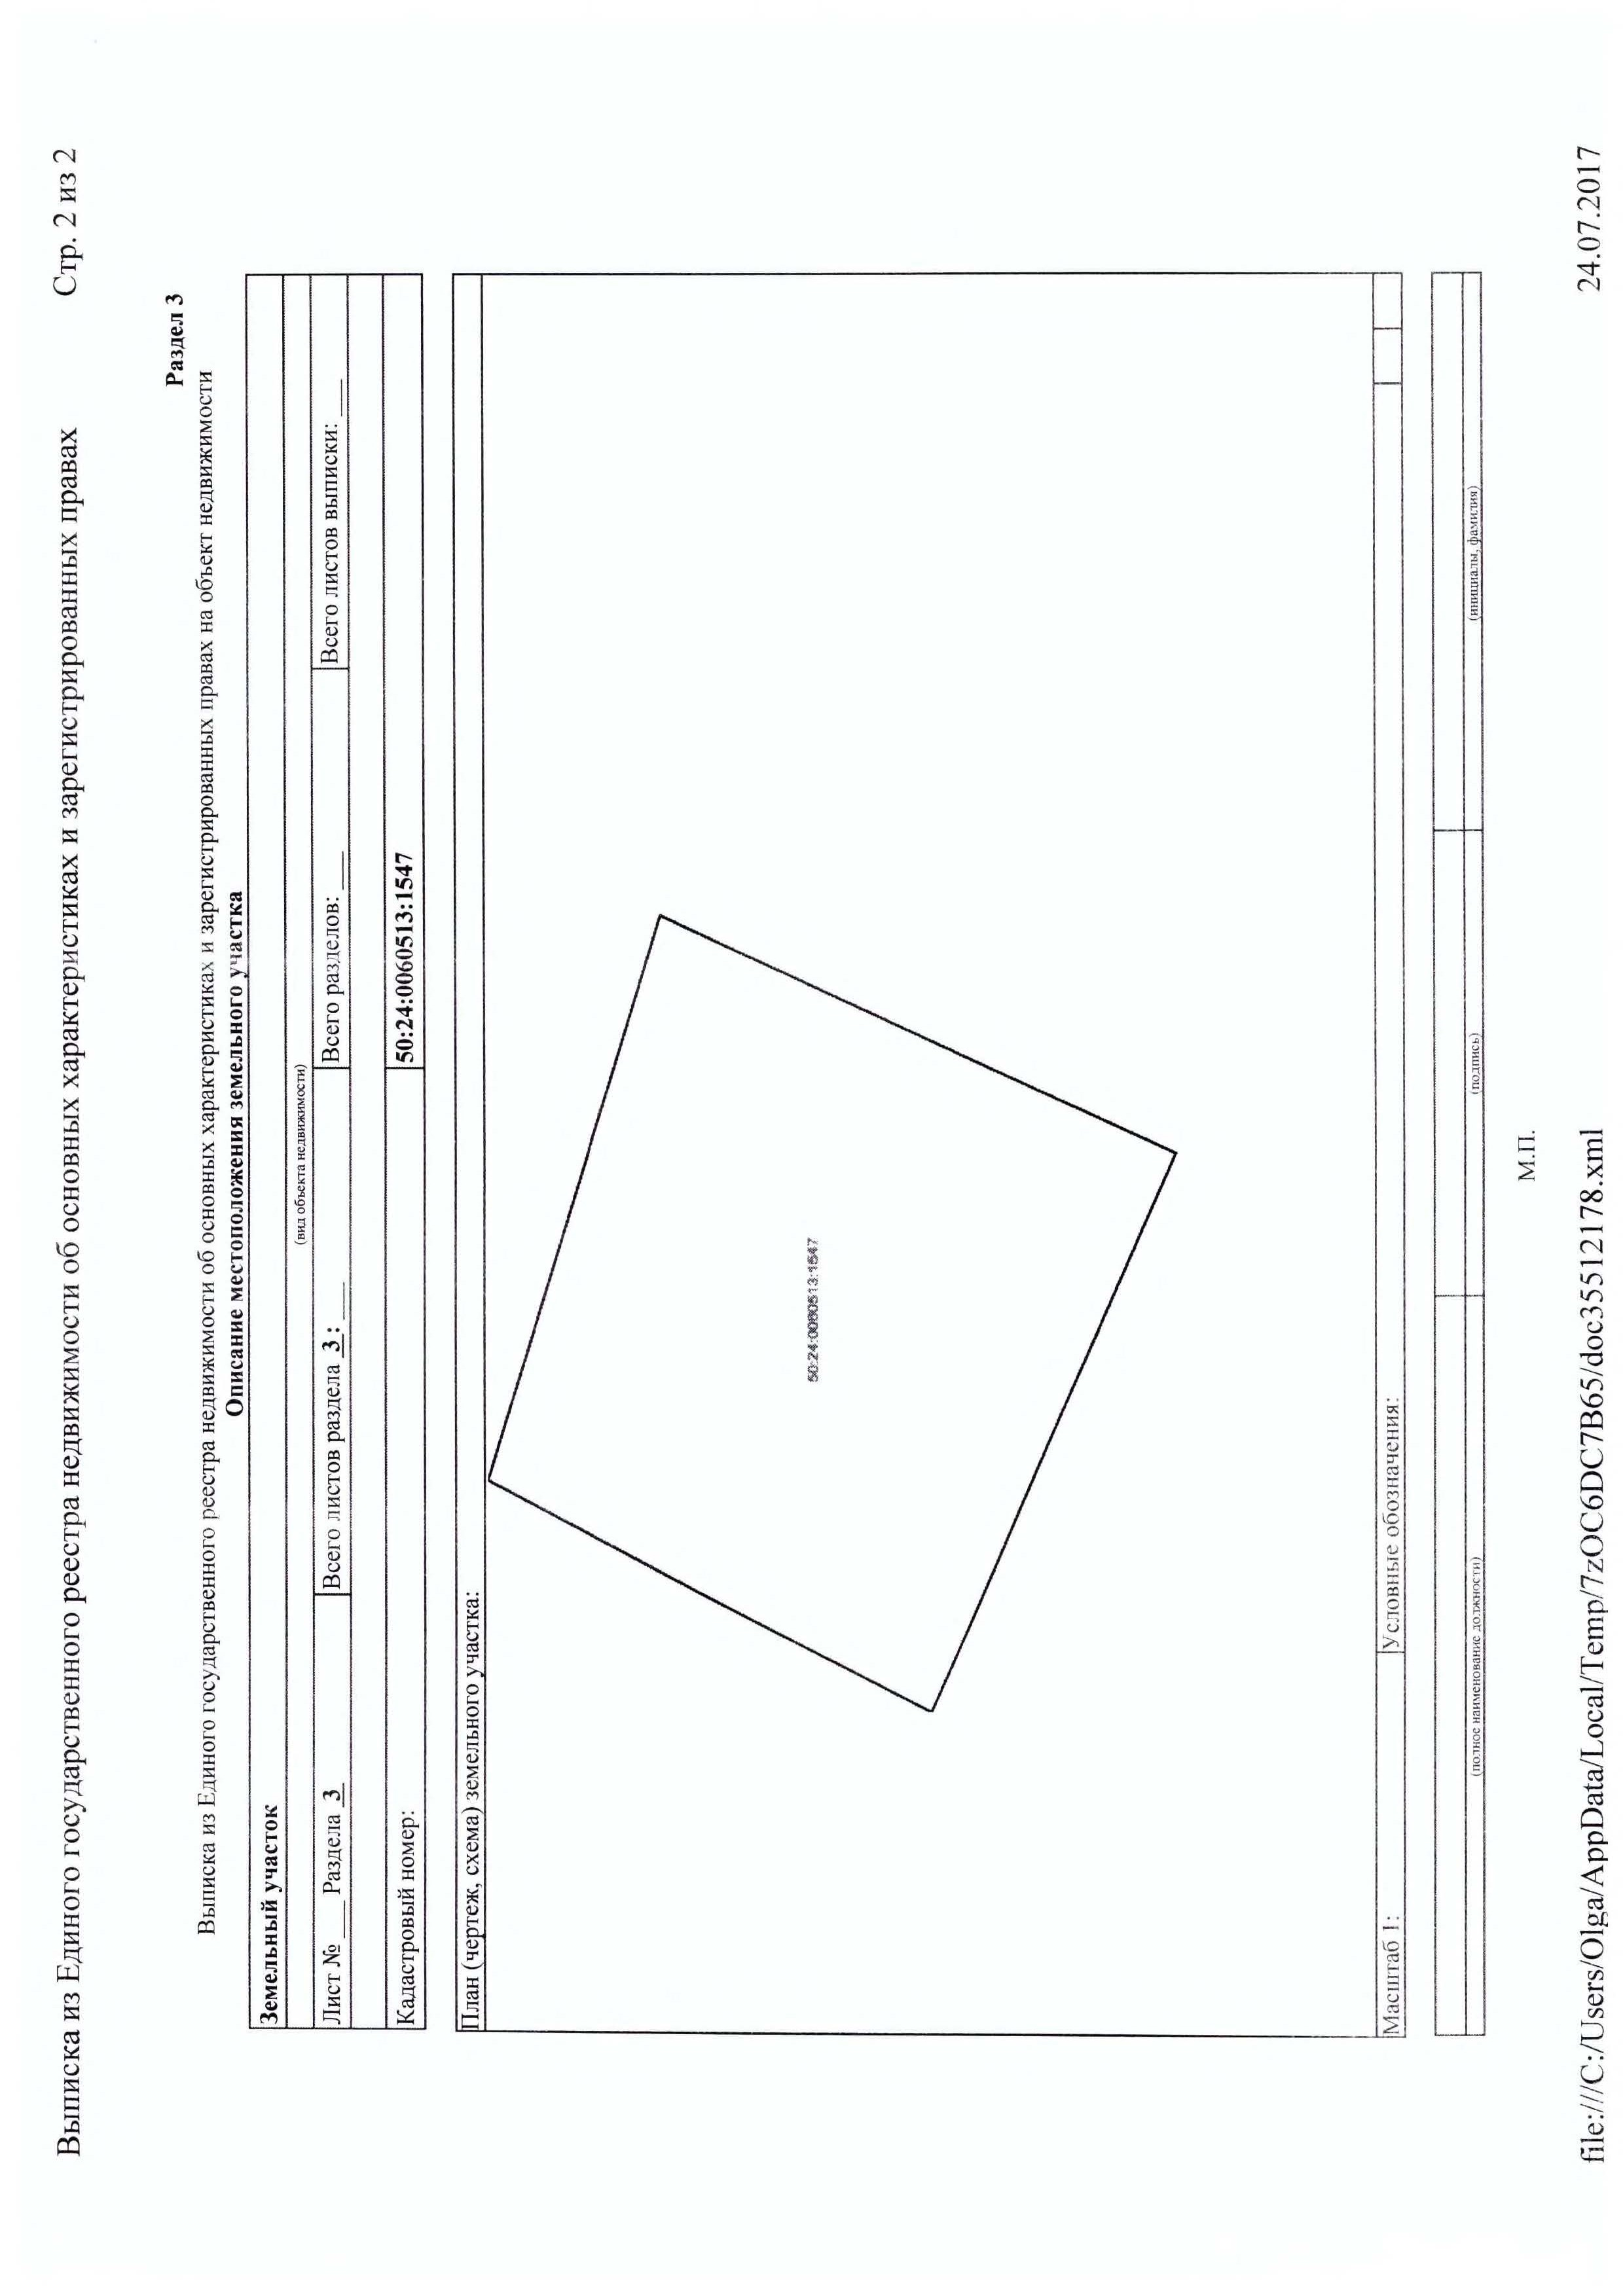 Выписка из Единого государственного реестра недвижимости об основных характеристиках и зарегистрированных правах Стр. 2 из 2
Раздел 3
Выписка из Единого государственного реестра недвижимости об основных характеристиках и зарегистрированных правах на объект недвижимости
Описание местоположения земельного участка
Земельный участок
(вид объекта недвижимости)
Лист № ___ Раздела 3 Всего листов раздела 3 : ___ Всего разделов: ___ Всего листов выписки: ___
Кадастровый номер: 50:24:0060513:1547
План (чертеж, схема) земельного участка:
50:24:0060513:1547
Масштаб 1: Условные обозначения:
(полное наименование должности) (подпись) (инициалы, фамилия)
М.П.
file:///C:/Users/Olga/AppData/Local/Temp/7zOC6DC7B65/doc35512178.xml 24.07.2017